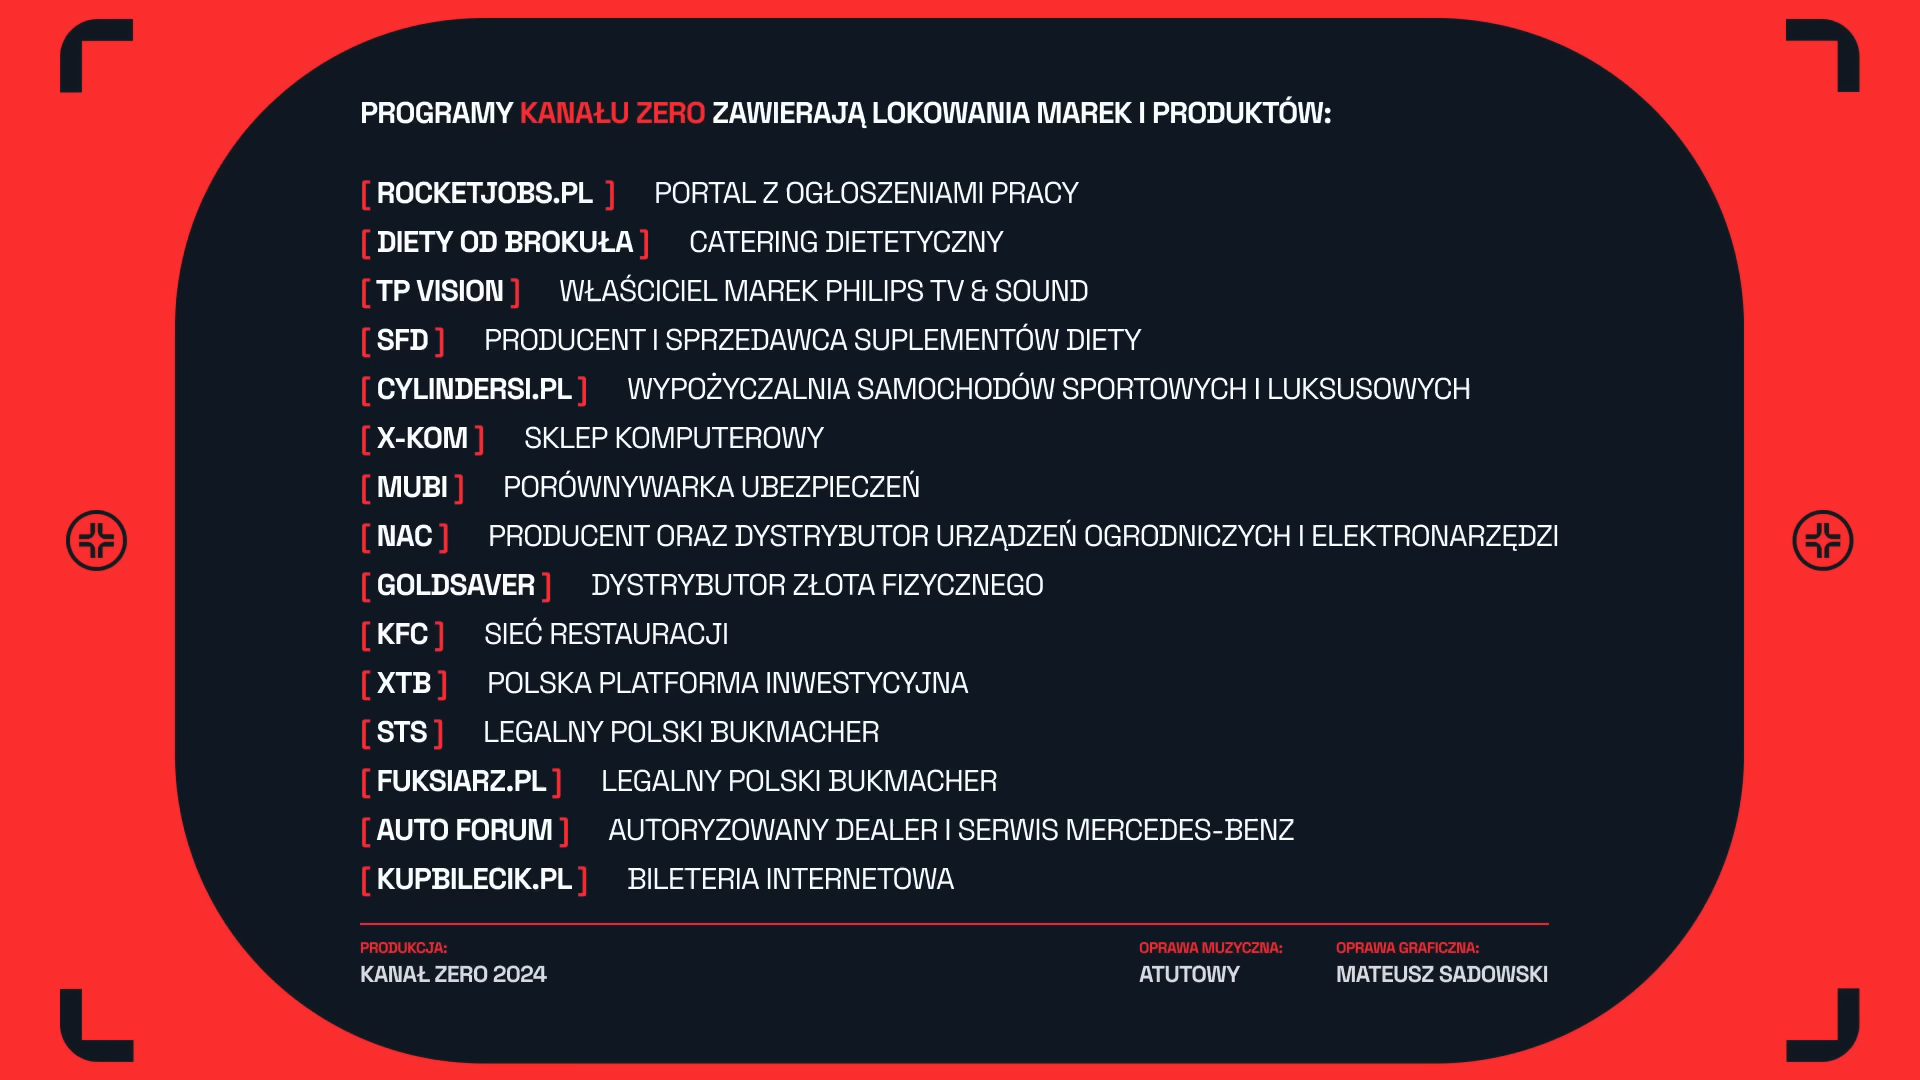 PROGRAMY KANAŁU ZERO ZAWIERAJĄ LOKOWANIA MAREK I PRODUKTÓW:
[ ROCKETJOBS.PL ] PORTAL Z OGŁOSZENIAMI PRACY
[ DIETY OD BROKUŁA ] CATERING DIETETYCZNY
[ TP VISION ] WŁAŚCICIEL MAREK PHILIPS TV & SOUND
[ SFD ] PRODUCENT I SPRZEDAWCA SUPLEMENTÓW DIETY
[ CYLINDERSI.PL ] WYPOŻYCZALNIA SAMOCHODÓW SPORTOWYCH I LUKSUSOWYCH
[ X-KOM ] SKLEP KOMPUTEROWY
[ MUBI ] PORÓWNYWARKA UBEZPIECZEŃ
[ NAC ] PRODUCENT ORAZ DYSTRYBUTOR URZĄDZEŃ OGRODNICZYCH I ELEKTRONARZĘDZI
[ GOLDSAVER ] DYSTRYBUTOR ZŁOTA FIZYCZNEGO
[ KFC ] SIEĆ RESTAURACJI
[ XTB ] POLSKA PLATFORMA INWESTYCYJNA
[ STS ] LEGALNY POLSKI BUKMACHER
[ FUKSIARZ.PL ] LEGALNY POLSKI BUKMACHER
[ AUTO FORUM ] AUTORYZOWANY DEALER I SERWIS MERCEDES-BENZ
[ KUPBILECIK.PL ] BILETERIA INTERNETOWA
PRODUKCJA: OPRAWA MUZYCZNA: OPRAWA GRAFICZNA:
KANAŁ ZERO 2024 ATUTOWY MATEUSZ SADOWSKI